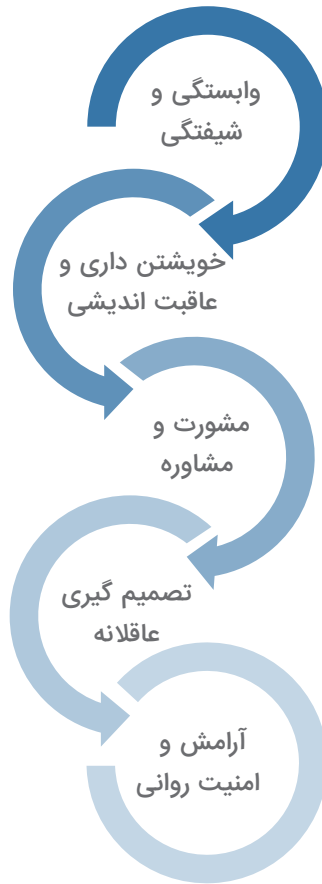 وابستگی و
شیفتگی
خویشتن داری و
عاقبت اندیشی
مشورت و
مشاوره
تصمیم گیری
عاقلانه
آرامش و
امنیت روانی